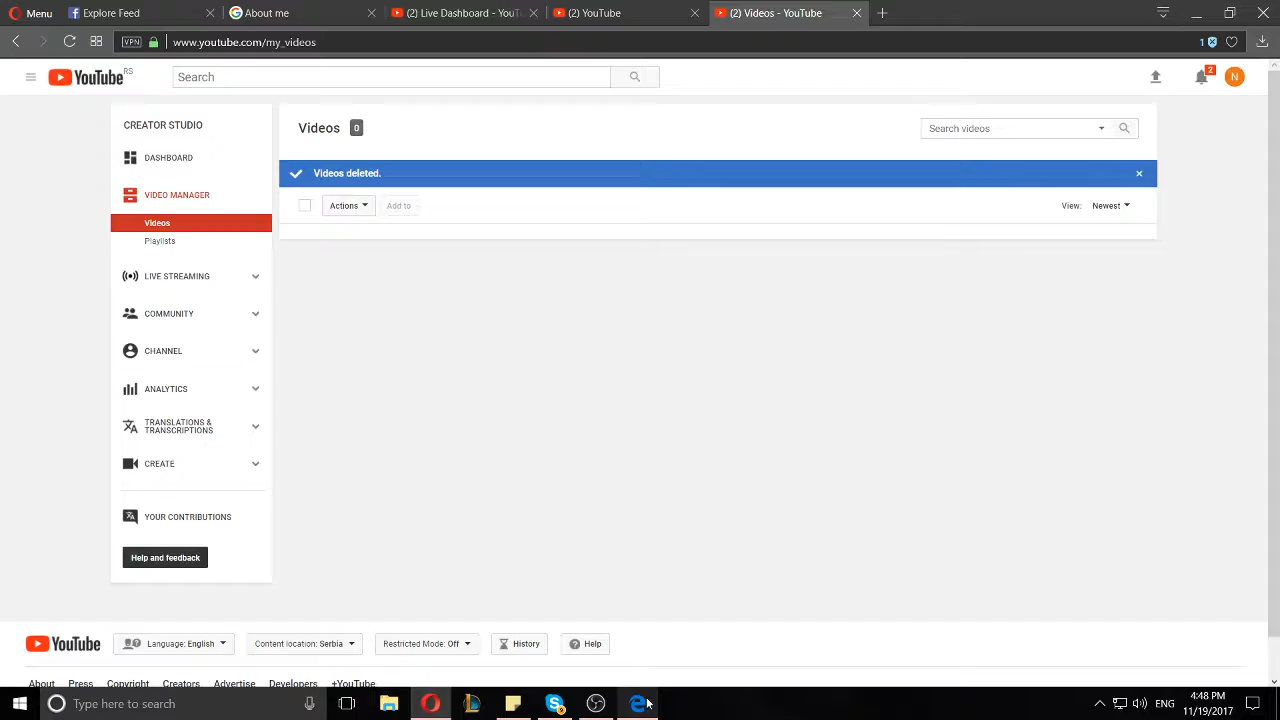 Menu
Explore Feed
About me
(2) Live Dashboard - YouTu
(2) YouTube
(2) Videos - YouTube
VPN
www.youtube.com/my_videos
1
YouTube RS
Search
2
N
CREATOR STUDIO
DASHBOARD
VIDEO MANAGER
Videos
Playlists
LIVE STREAMING
COMMUNITY
CHANNEL
ANALYTICS
TRANSLATIONS &
TRANSCRIPTIONS
CREATE
YOUR CONTRIBUTIONS
Help and feedback
Videos 0
Search videos
Videos deleted.
Actions
Add to
View: Newest
YouTube
Language: English
Content location: Serbia
Restricted Mode: Off
History
Help
About Press Copyright Creators Advertise Developers +YouTube
Type here to search
ENG
4:48 PM
11/19/2017